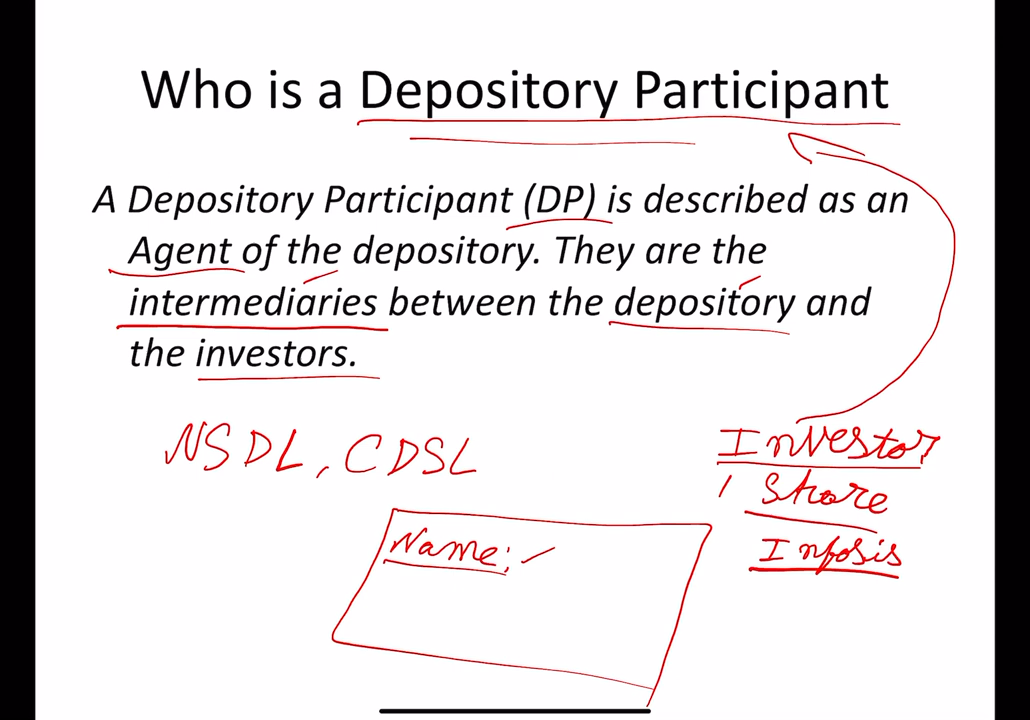 Who is a Depository Participant
A Depository Participant (DP) is described as an
Agent of the depository. They are the
intermediaries between the depository and
the investors.
NSDL, CDSL
Investor
1 Share
Infosis
Name: